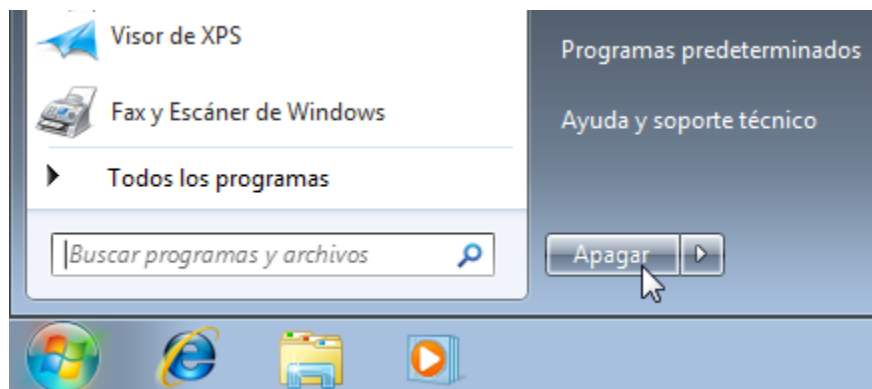 Visor de XPS
Fax y Escáner de Windows
Todos los programas
Buscar programas y archivos
Programas predeterminados
Ayuda y soporte técnico
Apagar